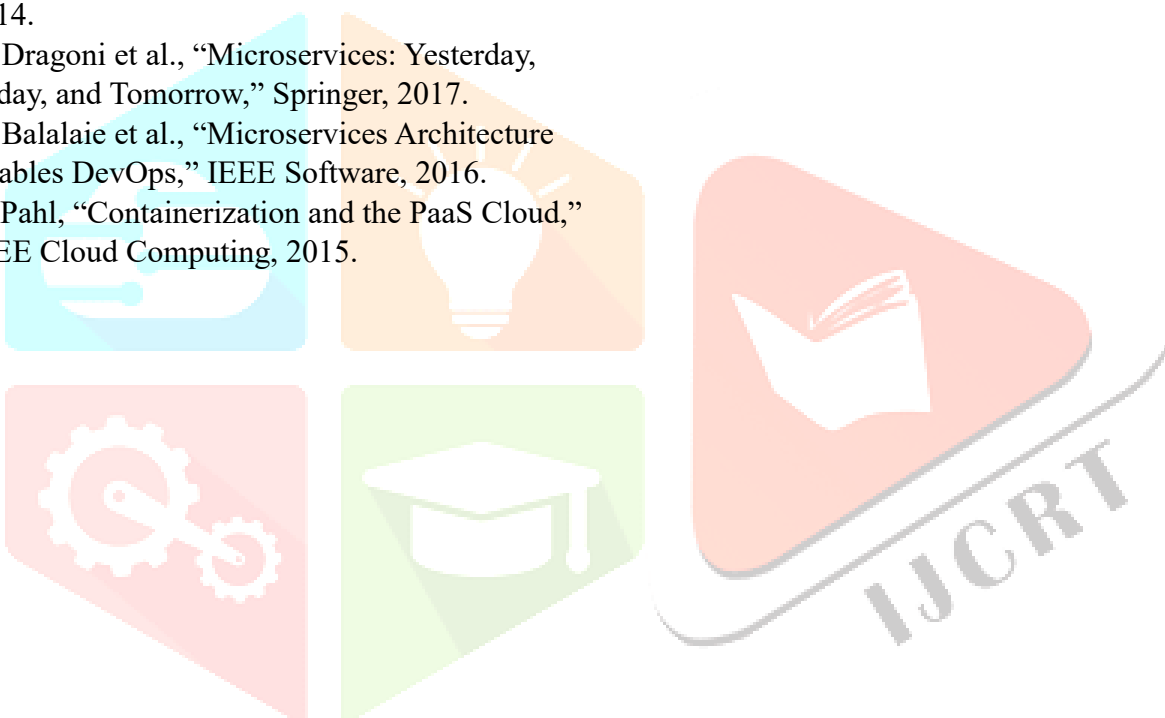 14.
Dragoni et al., “Microservices: Yesterday,
day, and Tomorrow,” Springer, 2017.
Balalaie et al., “Microservices Architecture
ables DevOps,” IEEE Software, 2016.
Pahl, “Containerization and the PaaS Cloud,”
EE Cloud Computing, 2015.
IJCRT